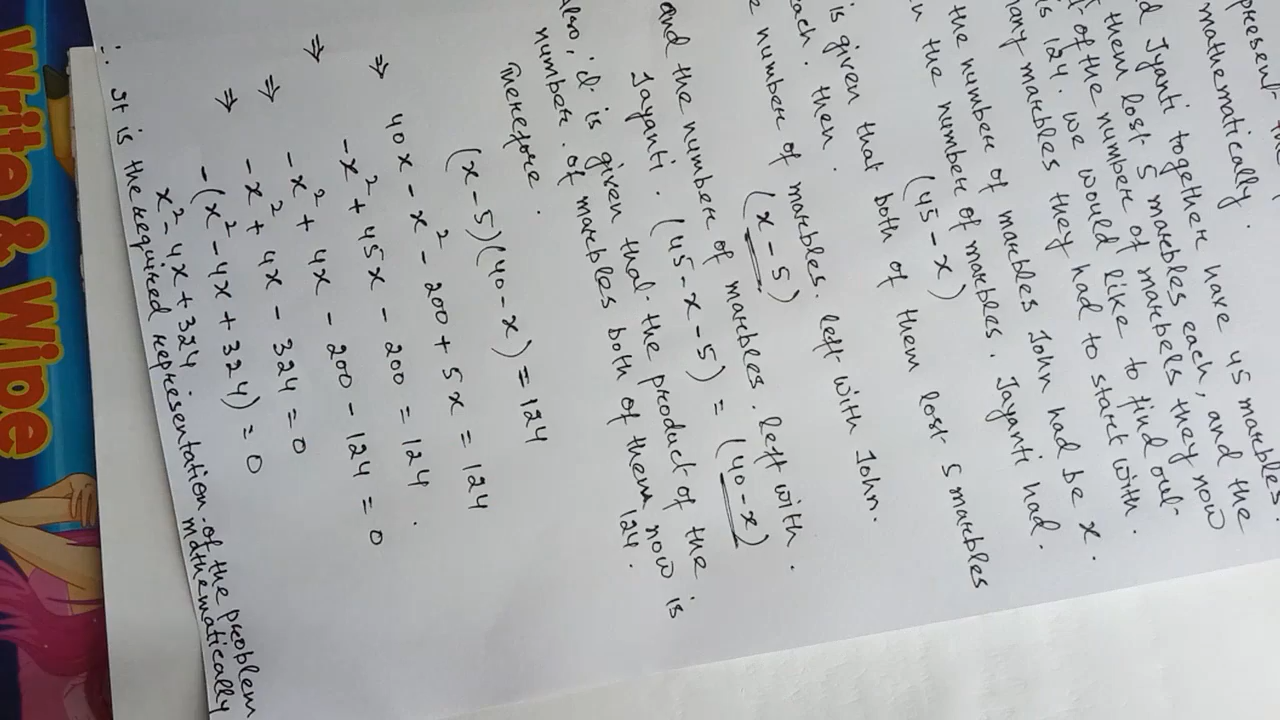 present the
mathematically.
d Jyanti together have 45 marbles.
them lost 5 marbles each, and the
of the number of marbels they now
is 124. we would like to find out
many marbles they had to start with.
the number of marbles John had be x.
n the number of marbles. Jayanti had.
(45 - x)
is given that both of them lost 5 marbles
each. then.
e number of marbles. left with John.
(x - 5)
and the number of marbles. left with.
Jayanti. (45 - x - 5) = (40 - x)
Also, it is given that the product of the
number. of marbles both of them now is
124.
Therefore.
(x - 5)(40 - x) = 124
⇒ 40x - x² - 200 + 5x = 124
⇒ -x² + 45x - 200 = 124.
-x² + 4x - 200 - 124 = 0
⇒ -x² + 4x - 324 = 0
⇒ -(x² - 4x + 324) = 0
x² - 4x + 324
∴ It is the required representation. of the problem
mathematically
Write & Wipe